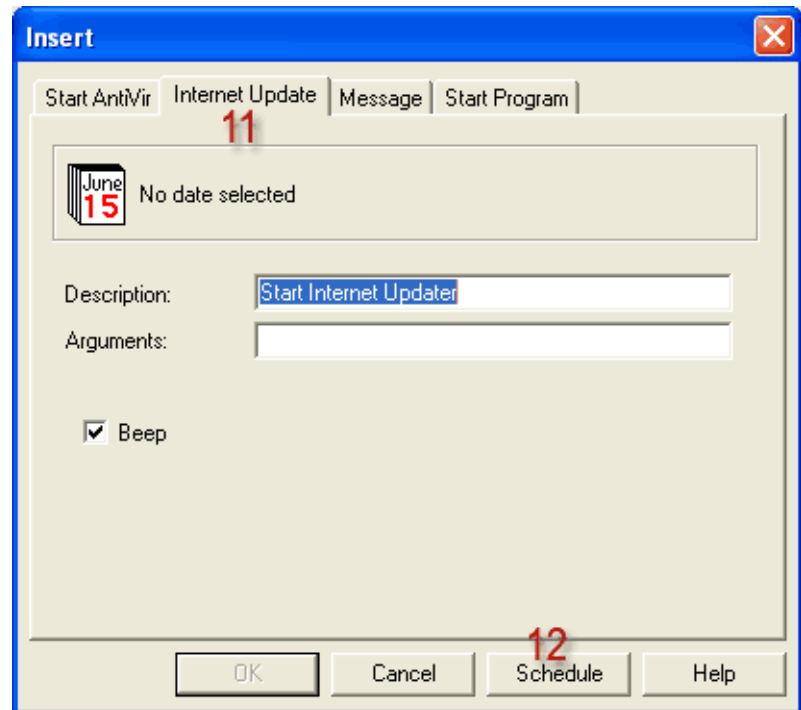 Insert
Start AntiVir Internet Update Message Start Program
11
June
15
No date selected
Description: Start Internet Updater
Arguments:
Beep
12
OK Cancel Schedule Help